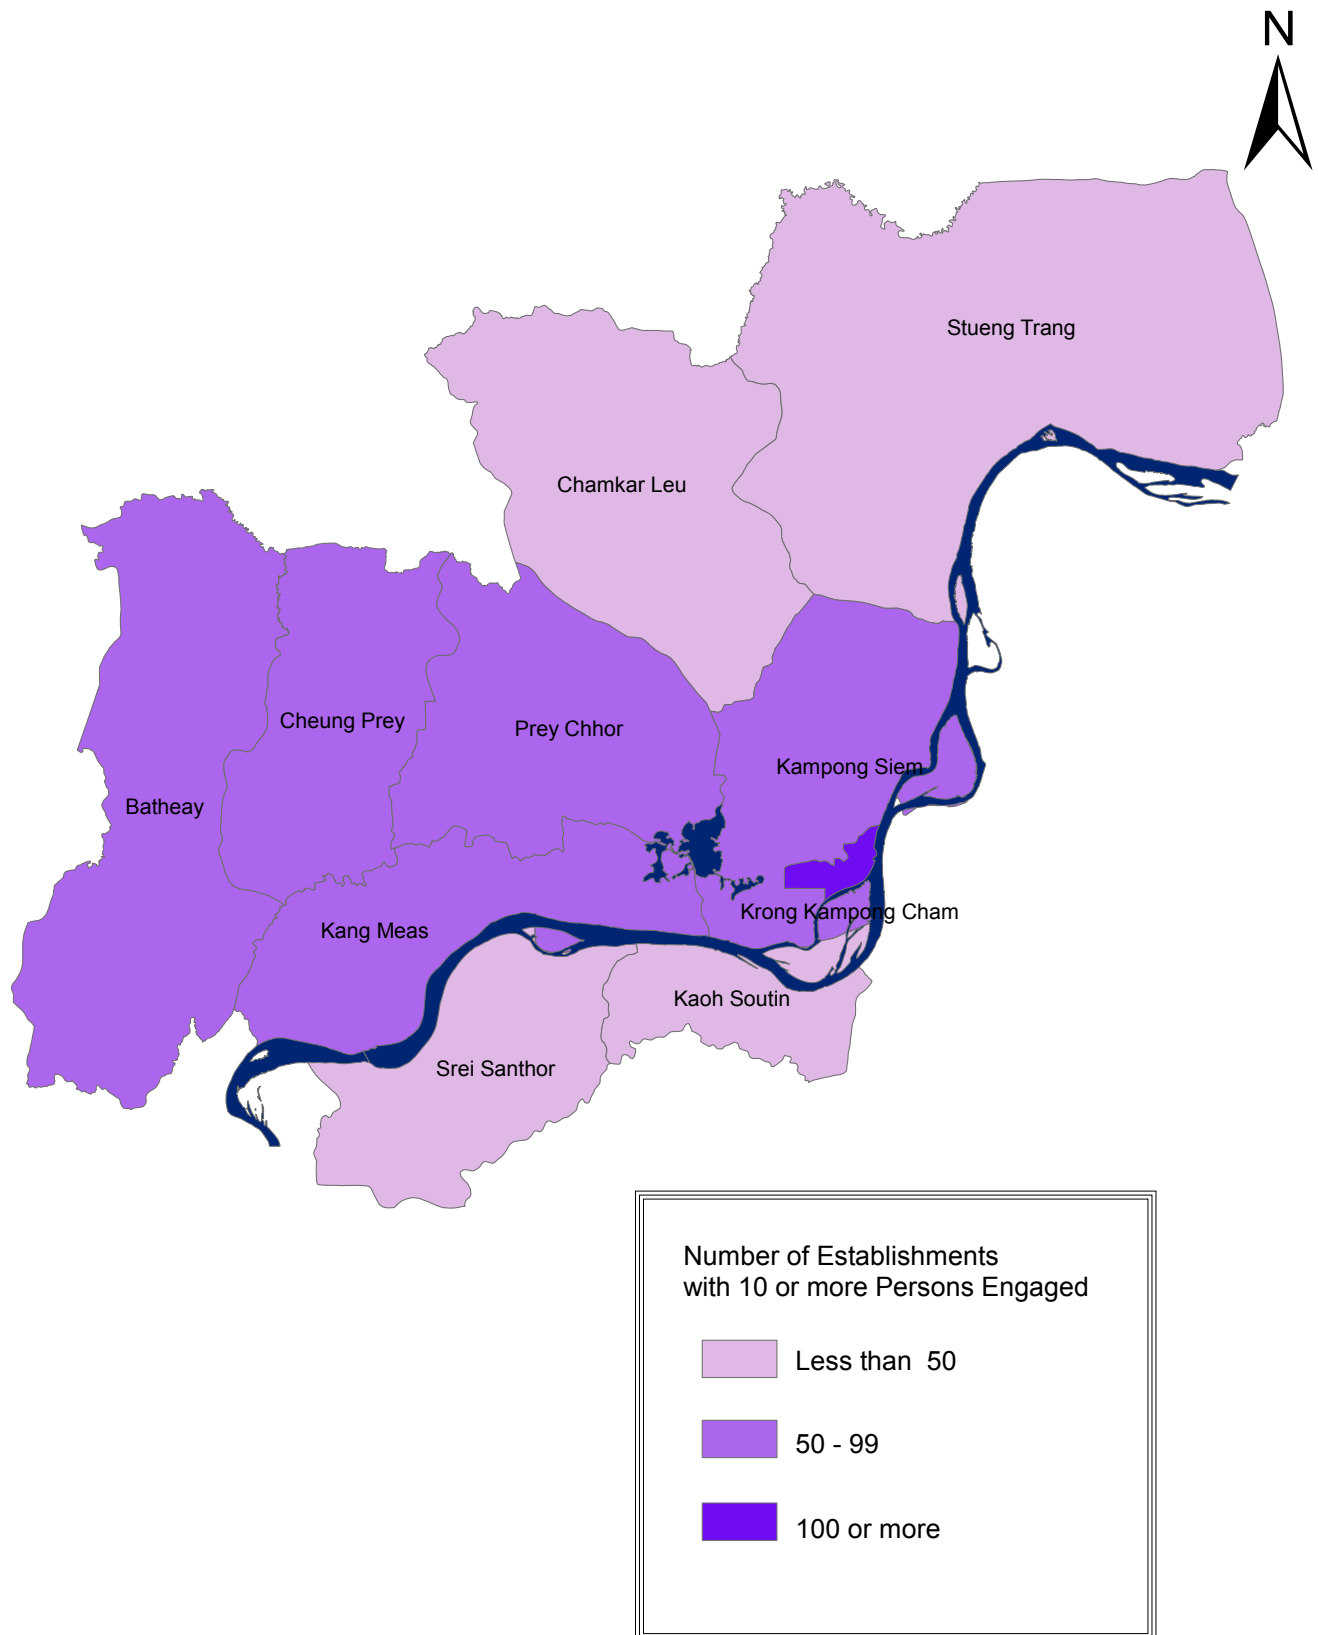 N
Stueng Trang
Chamkar Leu
Cheung Prey
Prey Chhor
Kampong Siem
Batheay
Krong Kampong Cham
Kang Meas
Kaoh Soutin
Srei Santhor
Number of Establishments
with 10 or more Persons Engaged
Less than 50
50 - 99
100 or more